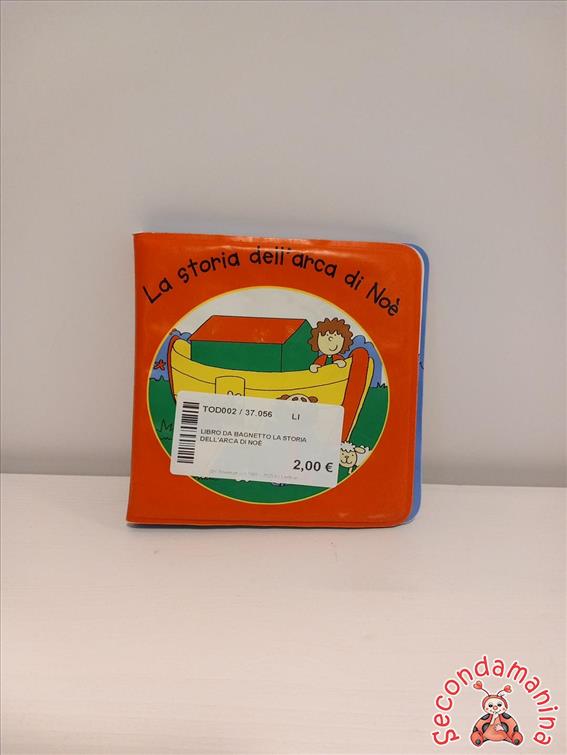 La storia dell'arca di Noè
TOD002 / 37.056 LI
LIBRO DA BAGNETTO LA STORIA
DELL'ARCA DI NOÈ
2,00 €
Secondamanina